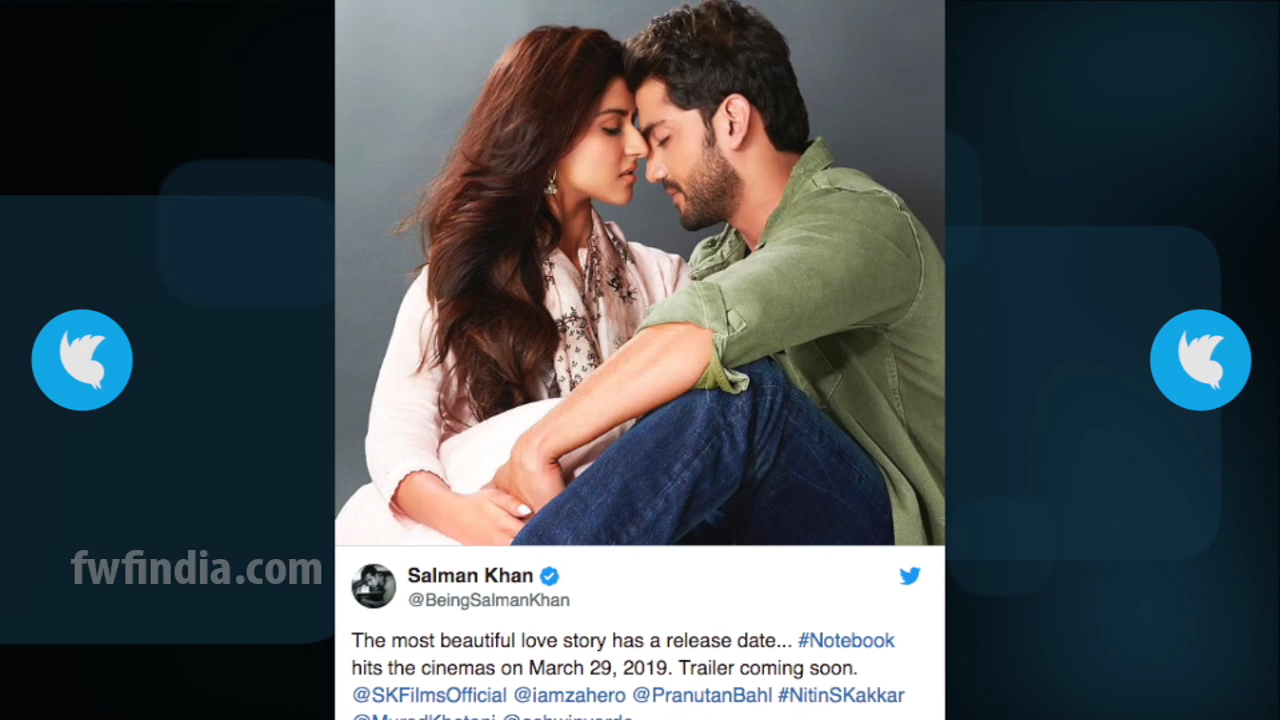 fwfindia.com
Salman Khan
@BeingSalmanKhan
The most beautiful love story has a release date... #Notebook
hits the cinemas on March 29, 2019. Trailer coming soon.
@SKFilmsOfficial @iamzahero @PranutanBahl #NitinSKakkar